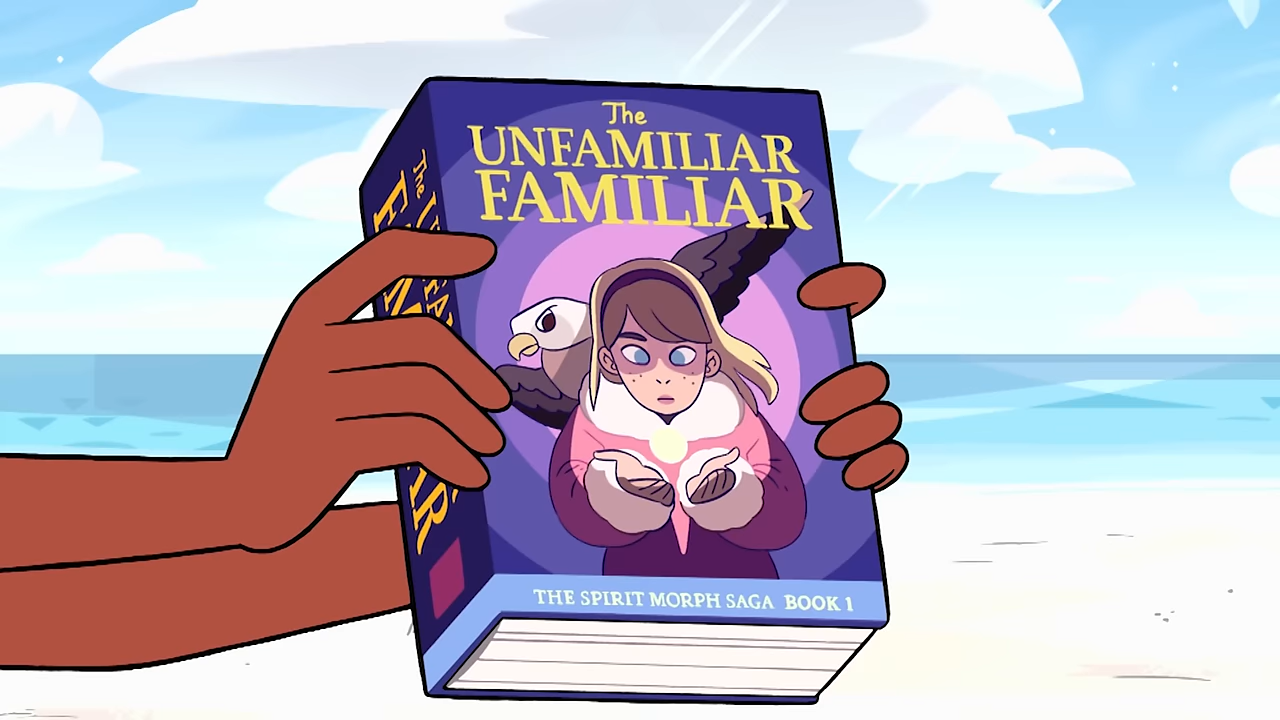 The
UNFAMILIAR
FAMILIAR
THE SPIRIT MORPH SAGA BOOK 1